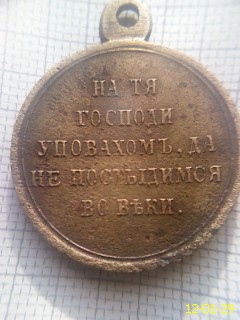 НА ТЯ
ГОСПОДИ
УПОВАХОМЪ. ДА
НЕ ПОСТЫДИМСЯ
ВО ВѢКИ.